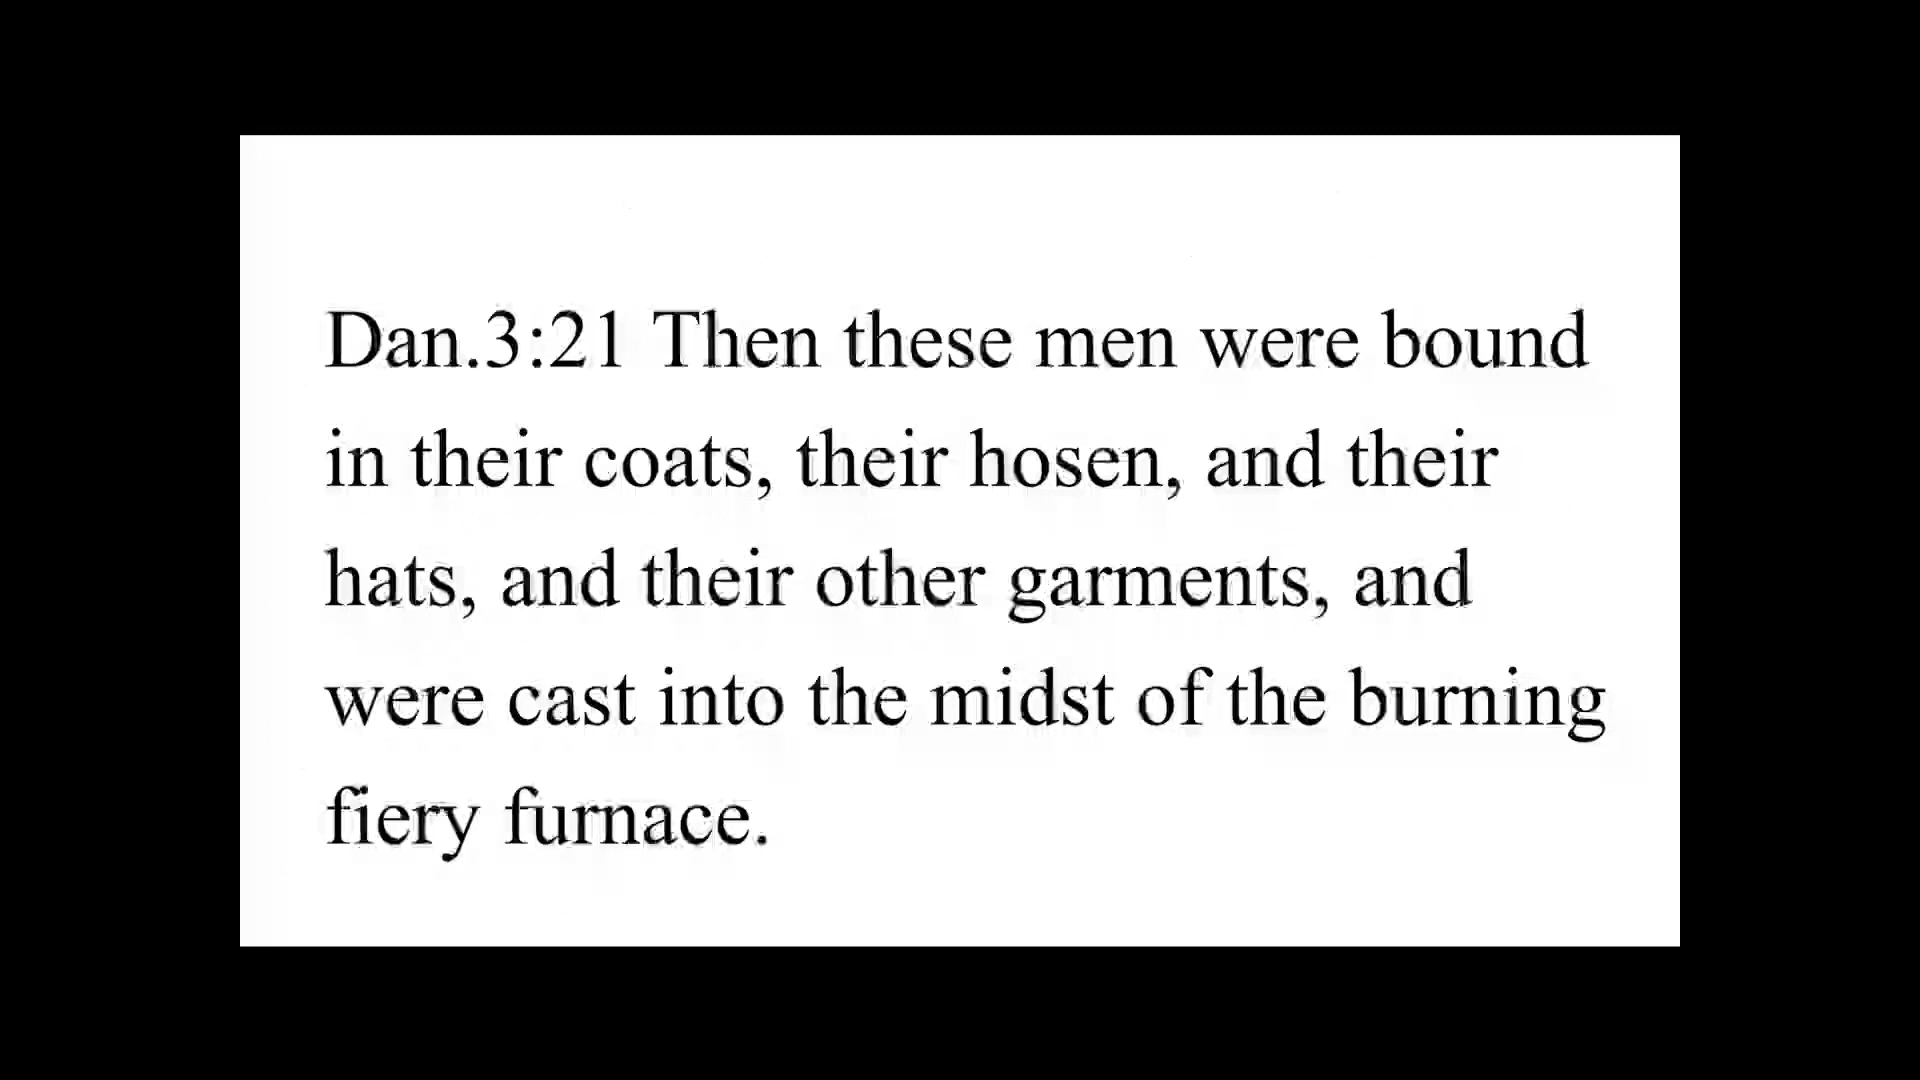 Dan.3:21 Then these men were bound
in their coats, their hosen, and their
hats, and their other garments, and
were cast into the midst of the burning
fiery furnace.